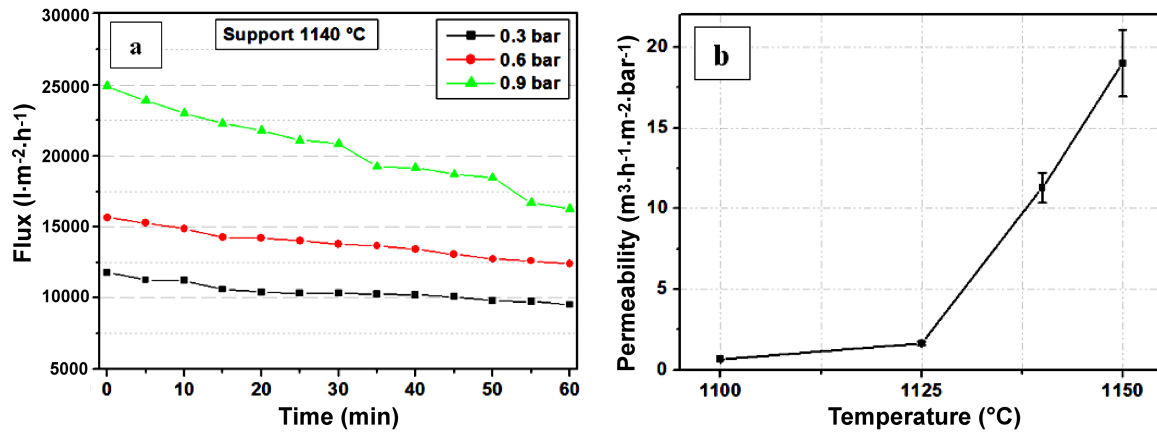 a
Support 1140 °C
0.3 bar
0.6 bar
0.9 bar
30000
25000
20000
15000
10000
5000
Flux (l·m-2·h-1)
0 10 20 30 40 50 60
Time (min)
b
20
15
10
5
0
Permeability (m³·h-1·m-2·bar-1)
1100 1125 1150
Temperature (°C)